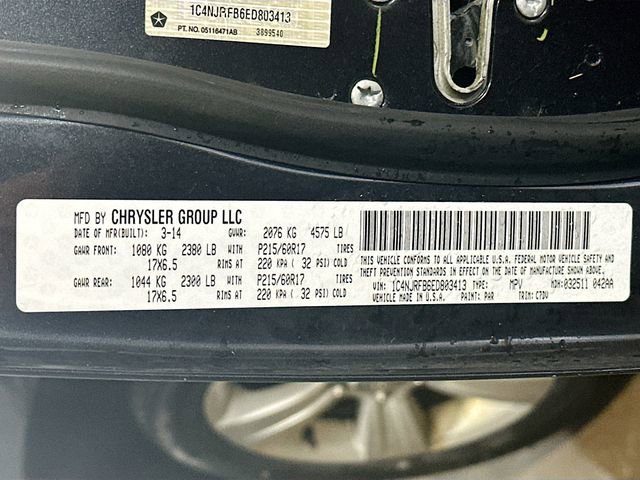 1C4NJRFB6ED803413
PT. NO. 05116471AB 3899540
MFD BY CHRYSLER GROUP LLC
DATE OF MFR(BUILT): 3-14 GVWR: 2076 KG 4575 LB
GAWR FRONT: 1080 KG 2380 LB WITH P215/60R17 TIRES
17X6.5 RIMS AT 220 KPA ( 32 PSI) COLD
GAWR REAR: 1044 KG 2300 LB WITH P215/60R17 TIRES
17X6.5 RIMS AT 220 KPA ( 32 PSI) COLD
THIS VEHICLE CONFORMS TO ALL APPLICABLE U.S.A. FEDERAL MOTOR VEHICLE SAFETY
AND THEFT PREVENTION STANDARDS IN EFFECT ON THE DATE OF MANUFACTURE SHOWN ABOVE
VIN: 1C4NJRFB6ED803413 TYPE: MPV MDH:032511 042AA
VEHICLE MADE IN U.S.A. PAINT: PAR TRIM: C7DV